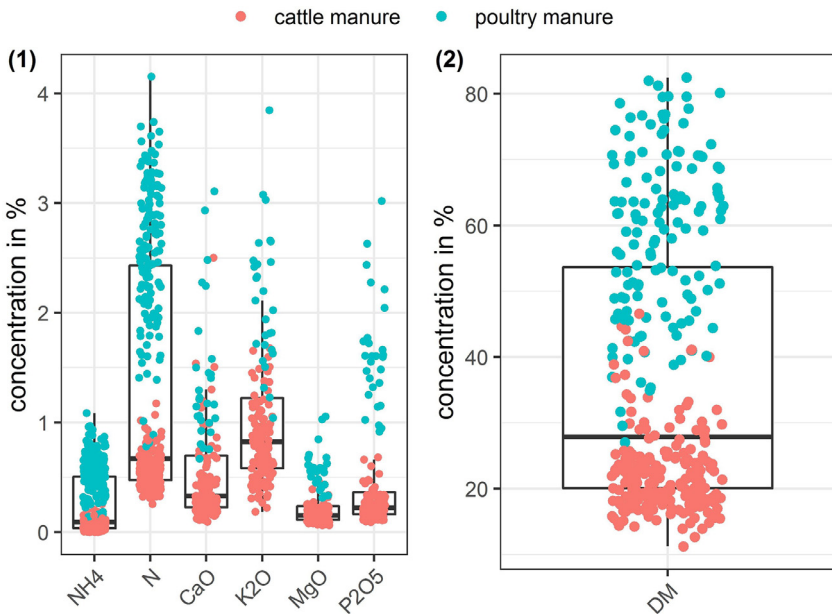 cattle manure poultry manure
(1) (2)
concentration in %
4
3
2
1
0
NH4 N CaO K2O MgO P2O5
concentration in %
80
60
40
20
DM